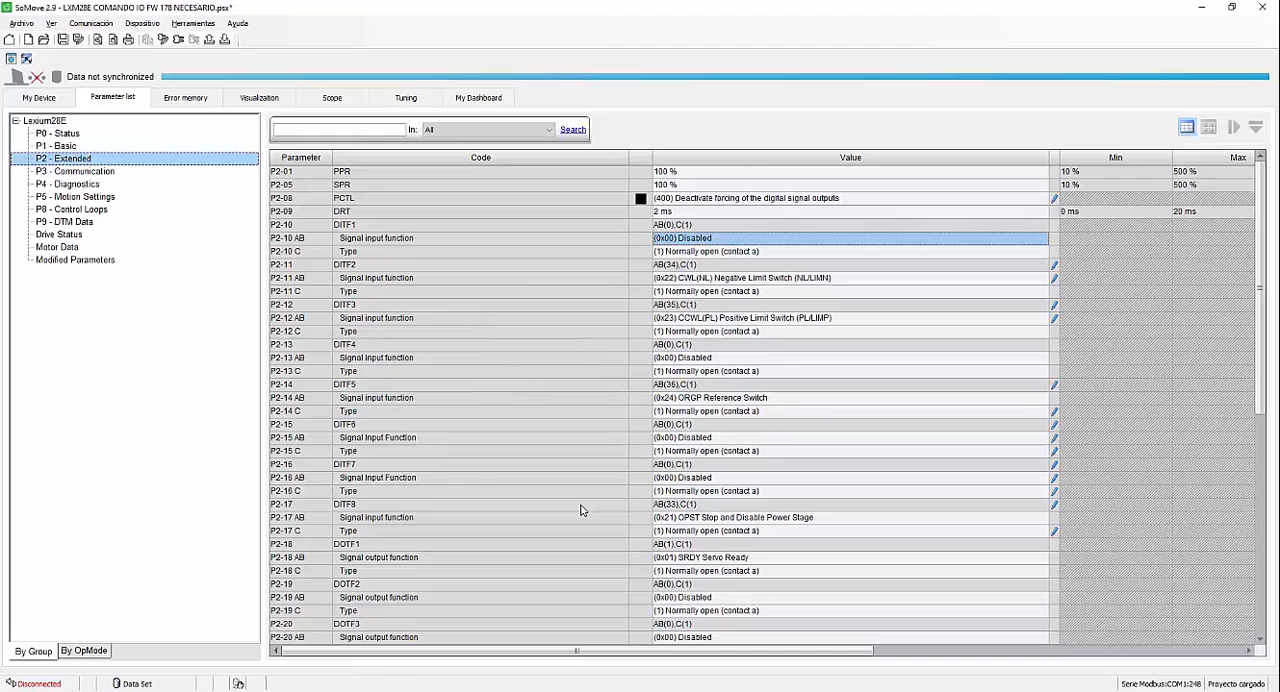 SoMove 2.9 - LXM28E COMANDO IO FW 178 NECESARIO.psx*
Archivo Ver Comunicación Dispositivo Herramientas Ayuda
Data not synchronized
My Device Parameter list Error memory Visualization Scope Tuning My Dashboard
Lexium28E
P0 - Status
P1 - Basic
P2 - Extended
P3 - Communication
P4 - Diagnostics
P5 - Motion Settings
P8 - Control Loops
P9 - DTM Data
Drive Status
Motor Data
Modified Parameters
In: All Search
Parameter Code Value Min Max
P2-01 PPR 100 % 10 % 500 %
P2-05 SPR 100 % 10 % 500 %
P2-08 PCTL (400) Deactivate forcing of the digital signal outputs
P2-09 DRT 2 ms 0 ms 20 ms
P2-10 DITF1 AB(0),C(1)
P2-10 AB Signal input function (0x00) Disabled
P2-10 C Type (1) Normally open (contact a)
P2-11 DITF2 AB(34),C(1)
P2-11 AB Signal input function (0x22) CWL(NL) Negative Limit Switch (NL/LIMN)
P2-11 C Type (1) Normally open (contact a)
P2-12 DITF3 AB(35),C(1)
P2-12 AB Signal input function (0x23) CCWL(PL) Positive Limit Switch (PL/LIMP)
P2-12 C Type (1) Normally open (contact a)
P2-13 DITF4 AB(0),C(1)
P2-13 AB Signal input function (0x00) Disabled
P2-13 C Type (1) Normally open (contact a)
P2-14 DITF5 AB(36),C(1)
P2-14 AB Signal input function (0x24) ORGP Reference Switch
P2-14 C Type (1) Normally open (contact a)
P2-15 DITF6 AB(0),C(1)
P2-15 AB Signal Input Function (0x00) Disabled
P2-15 C Type (1) Normally open (contact a)
P2-16 DITF7 AB(0),C(1)
P2-16 AB Signal Input Function (0x00) Disabled
P2-16 C Type (1) Normally open (contact a)
P2-17 DITF8 AB(33),C(1)
P2-17 AB Signal input function (0x21) OPST Stop and Disable Power Stage
P2-17 C Type (1) Normally open (contact a)
P2-18 DOTF1 AB(1),C(1)
P2-18 AB Signal output function (0x01) SRDY Servo Ready
P2-18 C Type (1) Normally open (contact a)
P2-19 DOTF2 AB(0),C(1)
P2-19 AB Signal output function (0x00) Disabled
P2-19 C Type (1) Normally open (contact a)
P2-20 DOTF3 AB(0),C(1)
P2-20 AB Signal output function (0x00) Disabled
By Group By OpMode
Disconnected Data Set Serie Modbus:COM1:248 Proyecto cargado